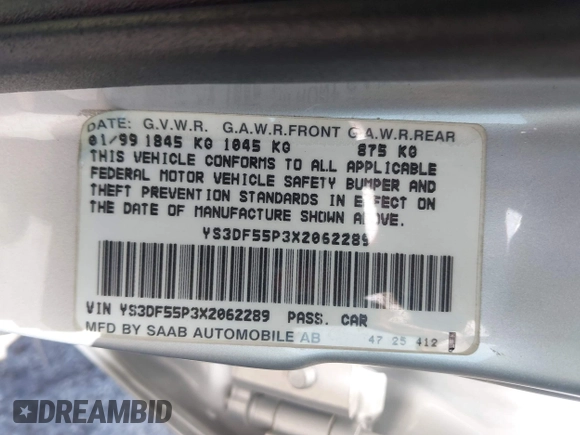 DATE: G.V.W.R. G.A.W.R.FRONT G.A.W.R.REAR
01/99 1845 KG 1045 KG 875 KG
THIS VEHICLE CONFORMS TO ALL APPLICABLE
FEDERAL MOTOR VEHICLE SAFETY BUMPER AND
THEFT PREVENTION STANDARDS IN EFFECT ON
THE DATE OF MANUFACTURE SHOWN ABOVE.
YS3DF55P3X2062289
VIN YS3DF55P3X2062289 PASS. CAR
MFD BY SAAB AUTOMOBILE AB 47 25 412
DREAMBID